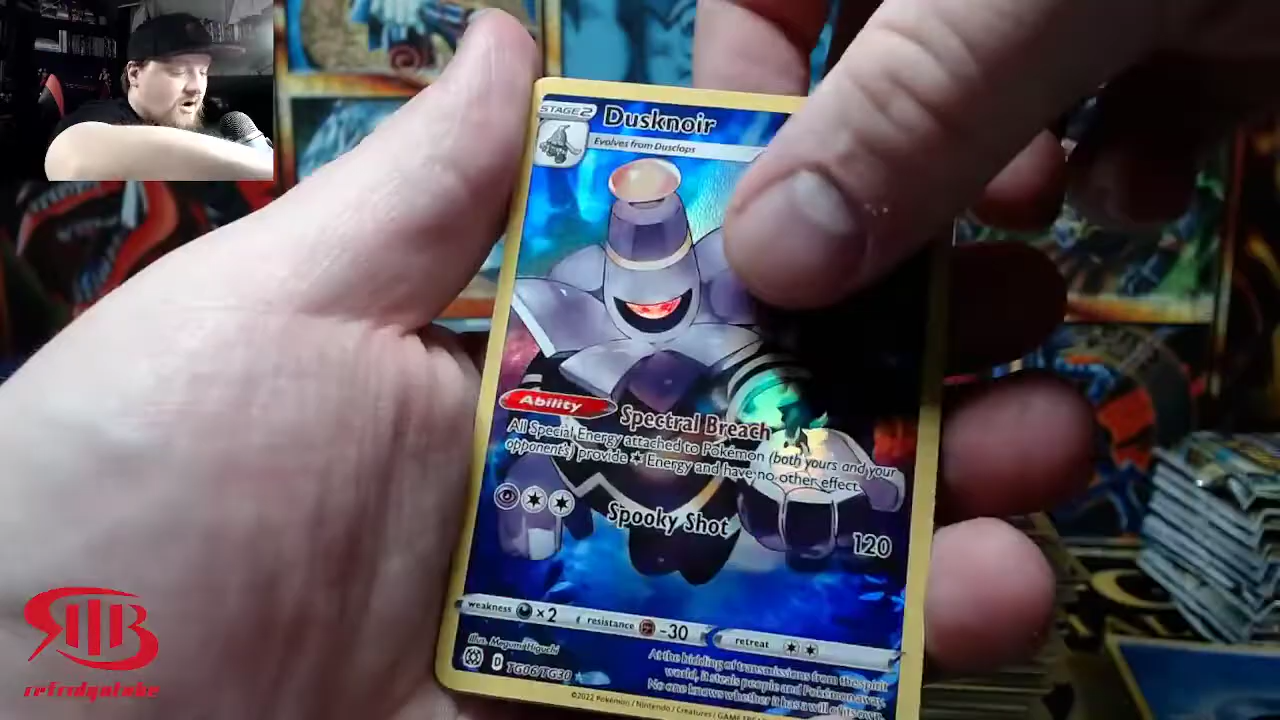 STAGE 2
Dusknoir
Evolves from Dusclops
Ability
Spectral Breach
All Special Energy attached to Pokémon (both yours and your
opponent's) provide Energy and have no other effect.
Spooky Shot
120
weakness ×2
resistance -30
retreat
Illus. Megumi Higuchi
D TG06/TG30
At the bidding of transmissions from the spirit
world, it steals people and Pokémon away.
No one knows whether it has a will of its own.
©2022 Pokémon / Nintendo / Creatures / GAME FREAK